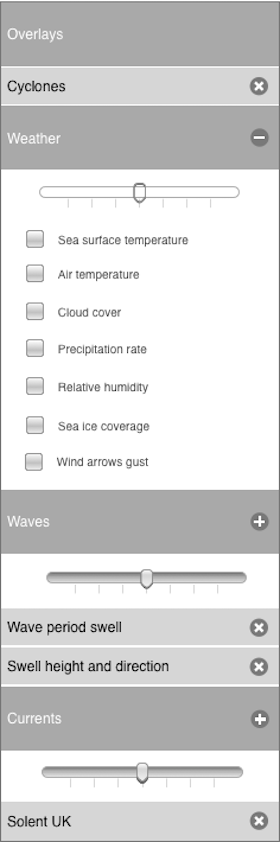 Overlays
Cyclones
Weather
Sea surface temperature
Air temperature
Cloud cover
Precipitation rate
Relative humidity
Sea ice coverage
Wind arrows gust
Waves
Wave period swell
Swell height and direction
Currents
Solent UK